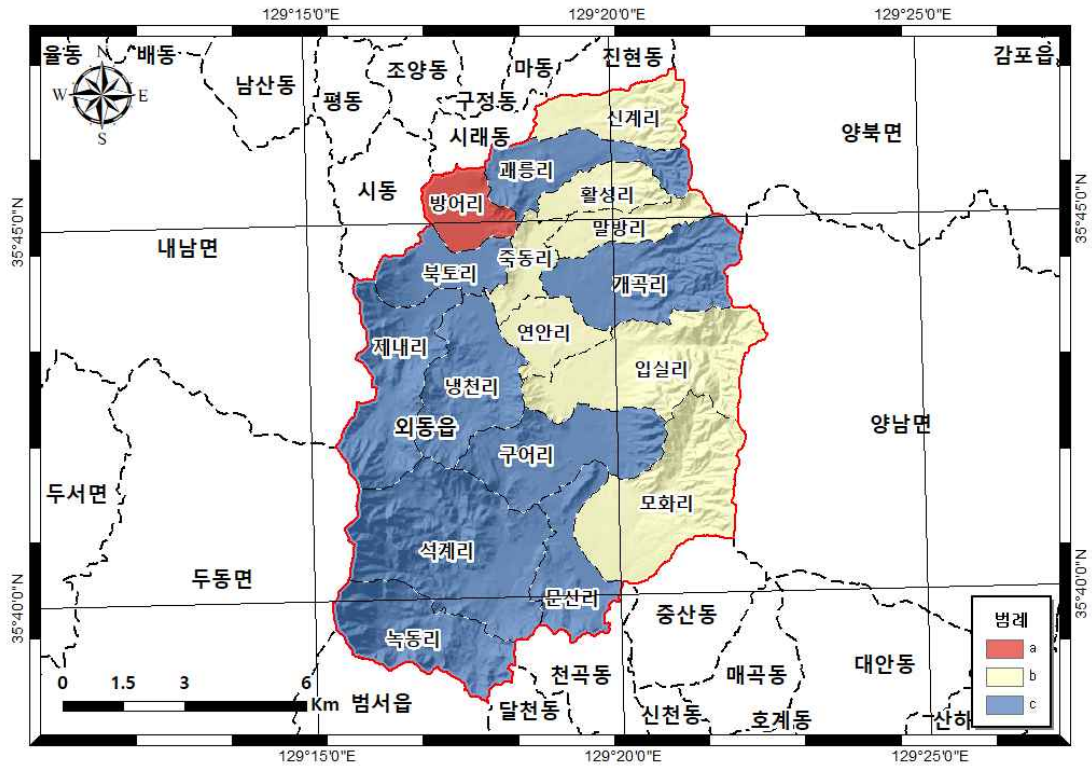 129°15'0"E 129°20'0"E 129°25'0"E
율동 배동 조양동 마동 진현동 감포읍
N
W E
S
남산동 평동 구정동
신계리
시래동
양북면
괘릉리
시동 방어리 활성리
35°45'0"N
35°45'0"N
말방리
내남면 죽동리
북토리 개곡리
연안리
제내리
입실리
냉천리
외동읍 양남면
구어리
두서면
모화리
석계리
두동면
35°40'0"N
35°40'0"N
문산리 중산동
범례
녹동리
a
대안동
천곡동 매곡동
b
0 1.5 3 6
Km
범서읍
c
달천동 신천동 호계동 산하
129°15'0"E 129°20'0"E 129°25'0"E